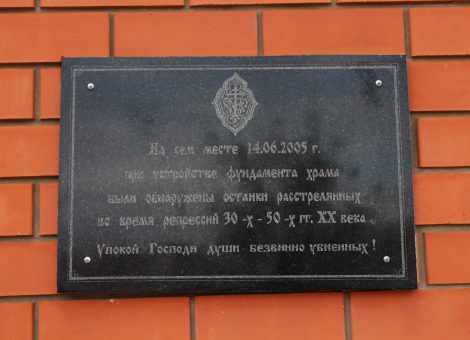 На сем месте 14.06.2005 г.
при устройстве фундамента храма
были обнаружены останки расстрелянных
во время репрессий 30-х - 50-х гг. XX века.
Упокой Господи души безвинно убиенных!